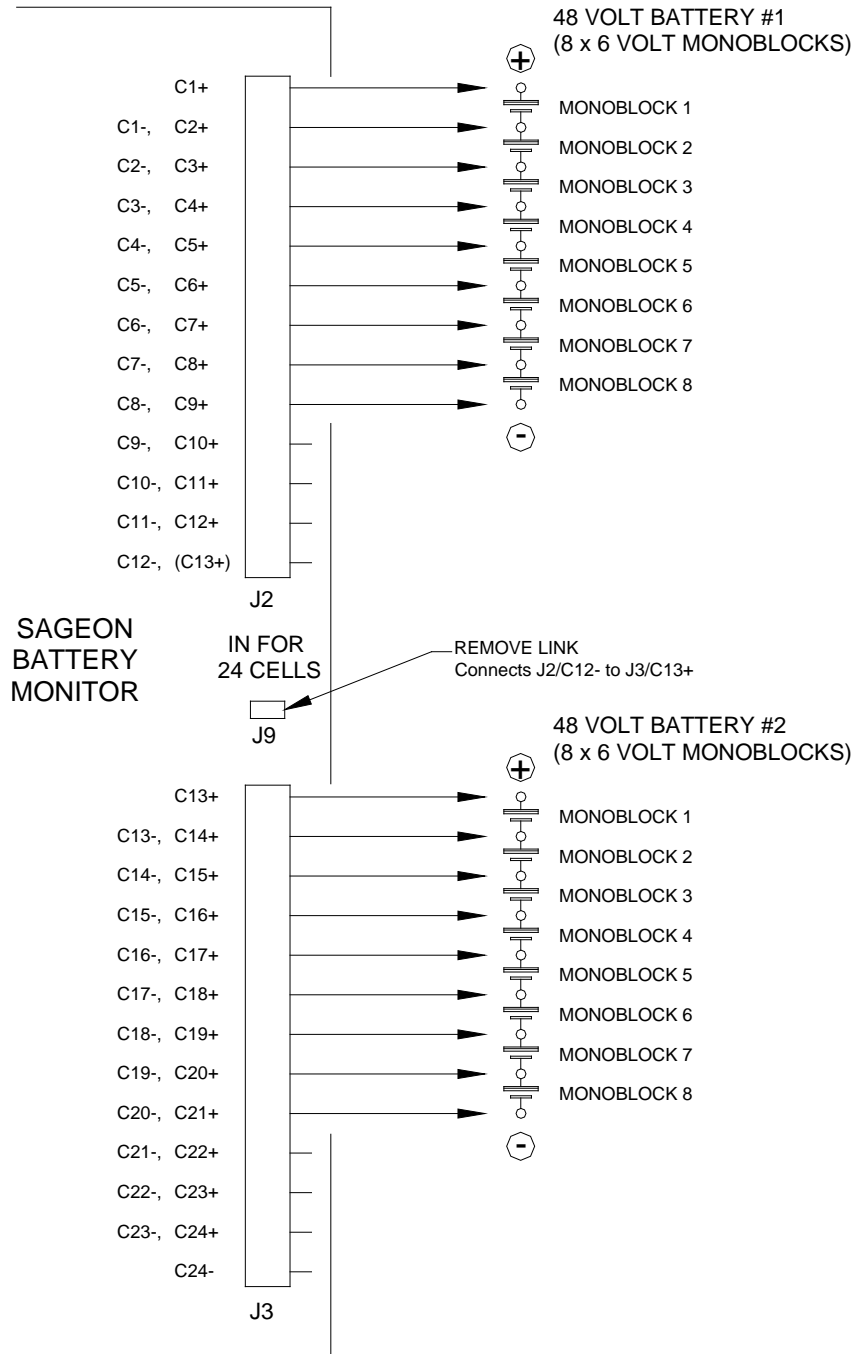 48 VOLT BATTERY #1
(8 x 6 VOLT MONOBLOCKS)
+
C1+
MONOBLOCK 1
C1-, C2+
MONOBLOCK 2
C2-, C3+
MONOBLOCK 3
C3-, C4+
MONOBLOCK 4
C4-, C5+
MONOBLOCK 5
C5-, C6+
MONOBLOCK 6
C6-, C7+
MONOBLOCK 7
C7-, C8+
MONOBLOCK 8
C8-, C9+
-
C9-, C10+
C10-, C11+
C11-, C12+
C12-, (C13+)
J2
SAGEON
BATTERY
MONITOR
IN FOR
24 CELLS
J9
REMOVE LINK
Connects J2/C12- to J3/C13+
48 VOLT BATTERY #2
(8 x 6 VOLT MONOBLOCKS)
+
C13+
MONOBLOCK 1
C13-, C14+
MONOBLOCK 2
C14-, C15+
MONOBLOCK 3
C15-, C16+
MONOBLOCK 4
C16-, C17+
MONOBLOCK 5
C17-, C18+
MONOBLOCK 6
C18-, C19+
MONOBLOCK 7
C19-, C20+
MONOBLOCK 8
C20-, C21+
-
C21-, C22+
C22-, C23+
C23-, C24+
C24-
J3